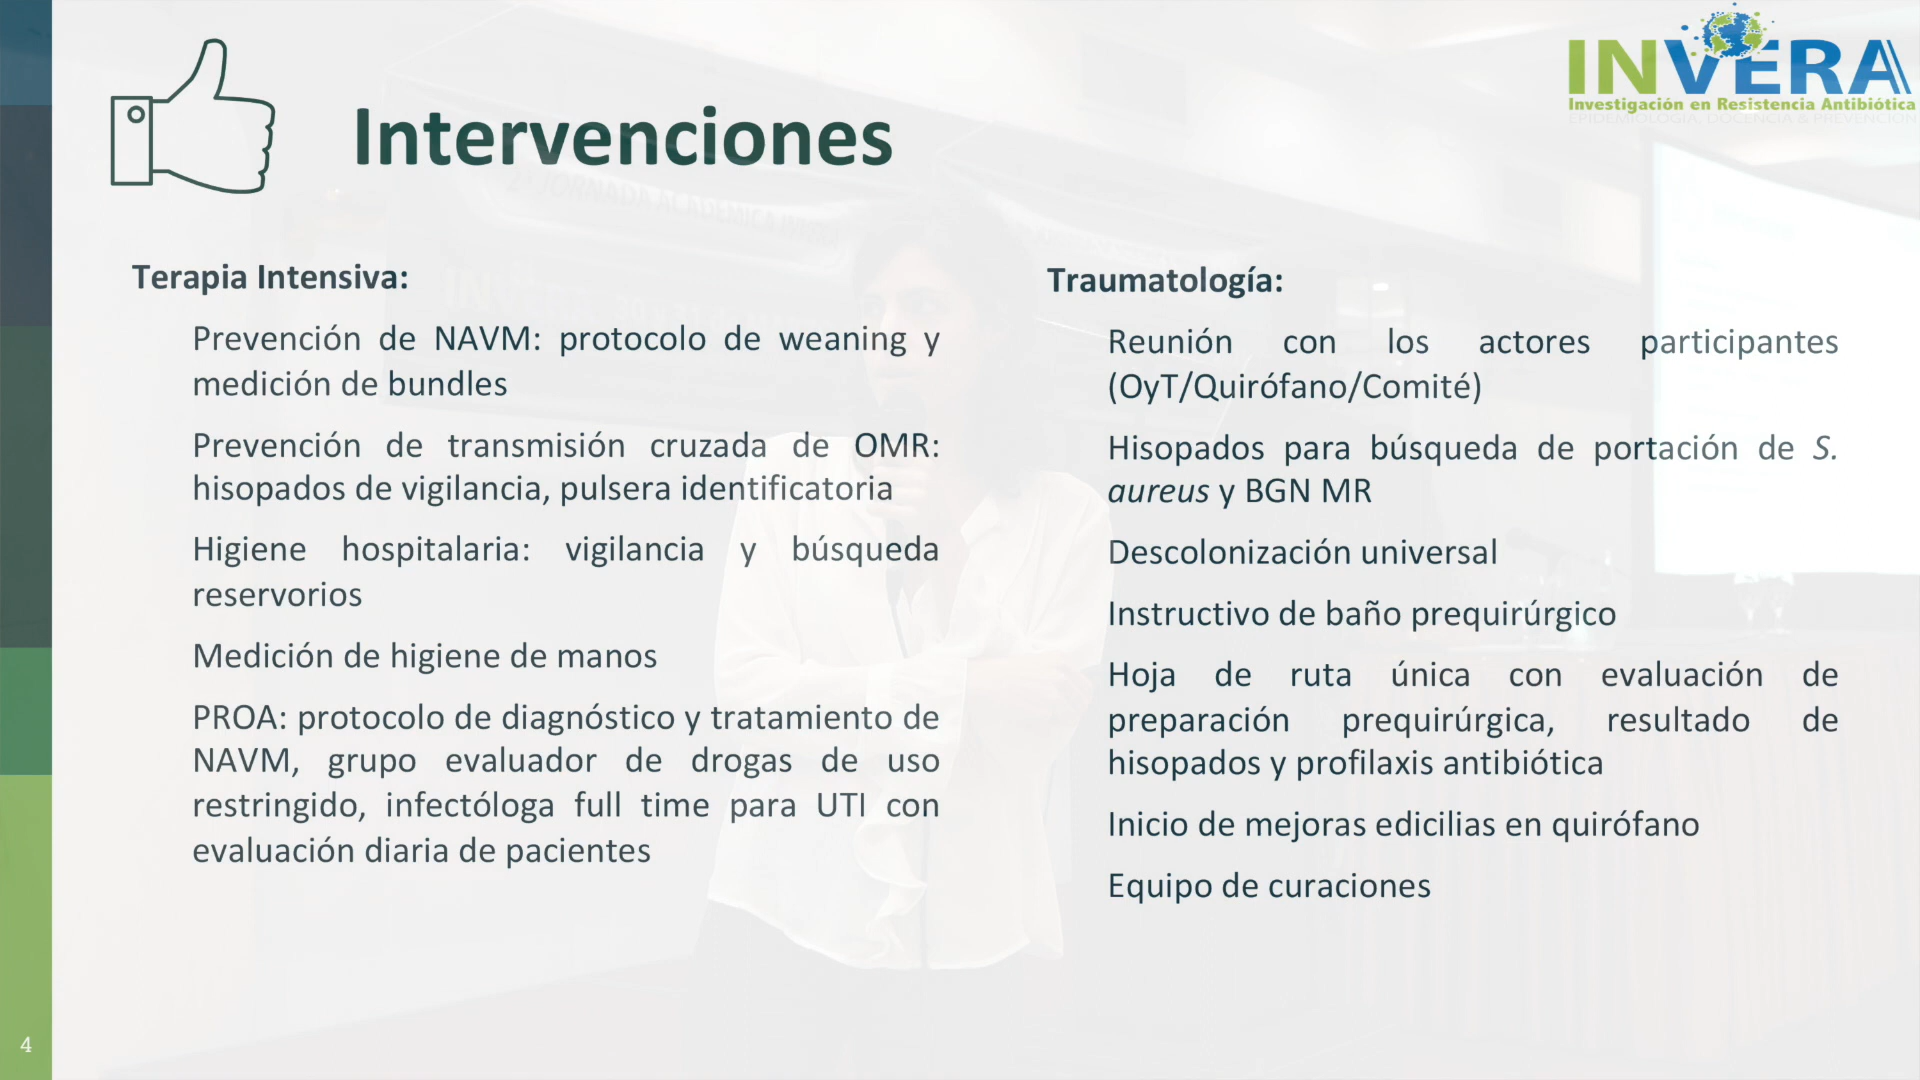 INVERA
Investigación en Resistencia Antibiótica
EPIDEMIOLOGÍA, DOCENCIA & PREVENCIÓN
Intervenciones
JORNADA ACADEMICA INVERA
Terapia Intensiva:
Prevención de NAVM: protocolo de weaning y
medición de bundles
Prevención de transmisión cruzada de OMR:
hisopados de vigilancia, pulsera identificatoria
Higiene hospitalaria: vigilancia y búsqueda
reservorios
Medición de higiene de manos
PROA: protocolo de diagnóstico y tratamiento de
NAVM, grupo evaluador de drogas de uso
restringido, infectóloga full time para UTI con
evaluación diaria de pacientes
Traumatología:
Reunión con los actores participantes
(OyT/Quirófano/Comité)
Hisopados para búsqueda de portación de S.
aureus y BGN MR
Descolonización universal
Instructivo de baño prequirúrgico
Hoja de ruta única con evaluación de
preparación prequirúrgica, resultado de
hisopados y profilaxis antibiótica
Inicio de mejoras edicilias en quirófano
Equipo de curaciones
4